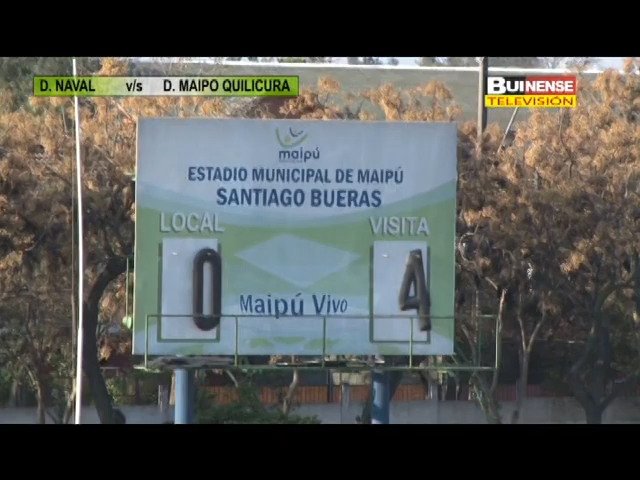 D. NAVAL v/s D. MAIPO QUILICURA
BUINENSE
TELEVISIÓN
maipú
ESTADIO MUNICIPAL DE MAIPÚ
SANTIAGO BUERAS
LOCAL VISITA
0 4
Maipú Vivo